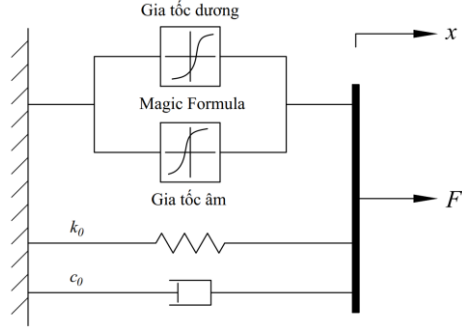 Gia tốc dương
x
Magic Formula
Gia tốc âm
F
k₀
c₀